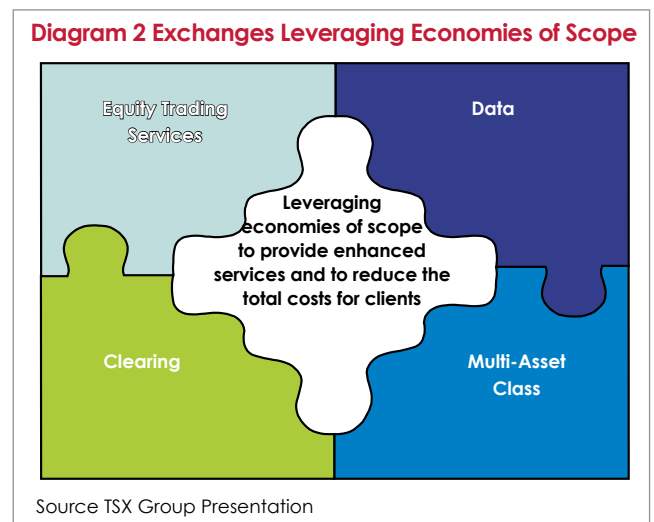 Diagram 2 Exchanges Leveraging Economies of Scope
Equity Trading
Services
Data
Leveraging
economies of scope
to provide enhanced
services and to reduce the
total costs for clients
Clearing
Multi-Asset
Class
Source TSX Group Presentation